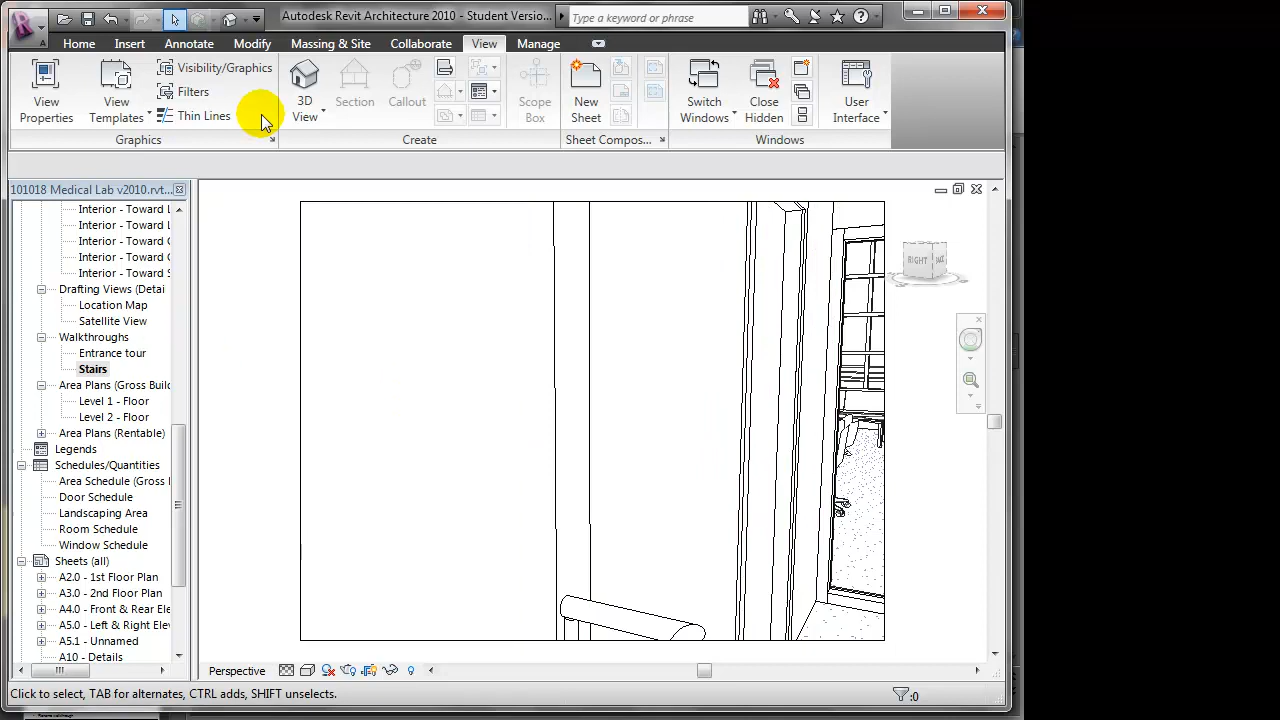 Autodesk Revit Architecture 2010 - Student Versio...
Type a keyword or phrase
Home Insert Annotate Modify Massing & Site Collaborate View Manage
View Properties
View Templates
Visibility/Graphics
Filters
Thin Lines
3D View
Section
Callout
Scope Box
New Sheet
Switch Windows
Close Hidden
User Interface
Graphics Create Sheet Compos... Windows
101018 Medical Lab v2010.rvt...
Interior - Toward L
Interior - Toward L
Interior - Toward C
Interior - Toward C
Interior - Toward S
Drafting Views (Detai
Location Map
Satellite View
Walkthroughs
Entrance tour
Stairs
Area Plans (Gross Buil
Level 1 - Floor
Level 2 - Floor
Area Plans (Rentable)
Legends
Schedules/Quantities
Area Schedule (Gross I
Door Schedule
Landscaping Area
Room Schedule
Window Schedule
Sheets (all)
A2.0 - 1st Floor Plan
A3.0 - 2nd Floor Plan
A4.0 - Front & Rear Ele
A5.0 - Left & Right Ele
A5.1 - Unnamed
A10 - Details
RIGHT
Perspective
Click to select, TAB for alternates, CTRL adds, SHIFT unselects.
:0